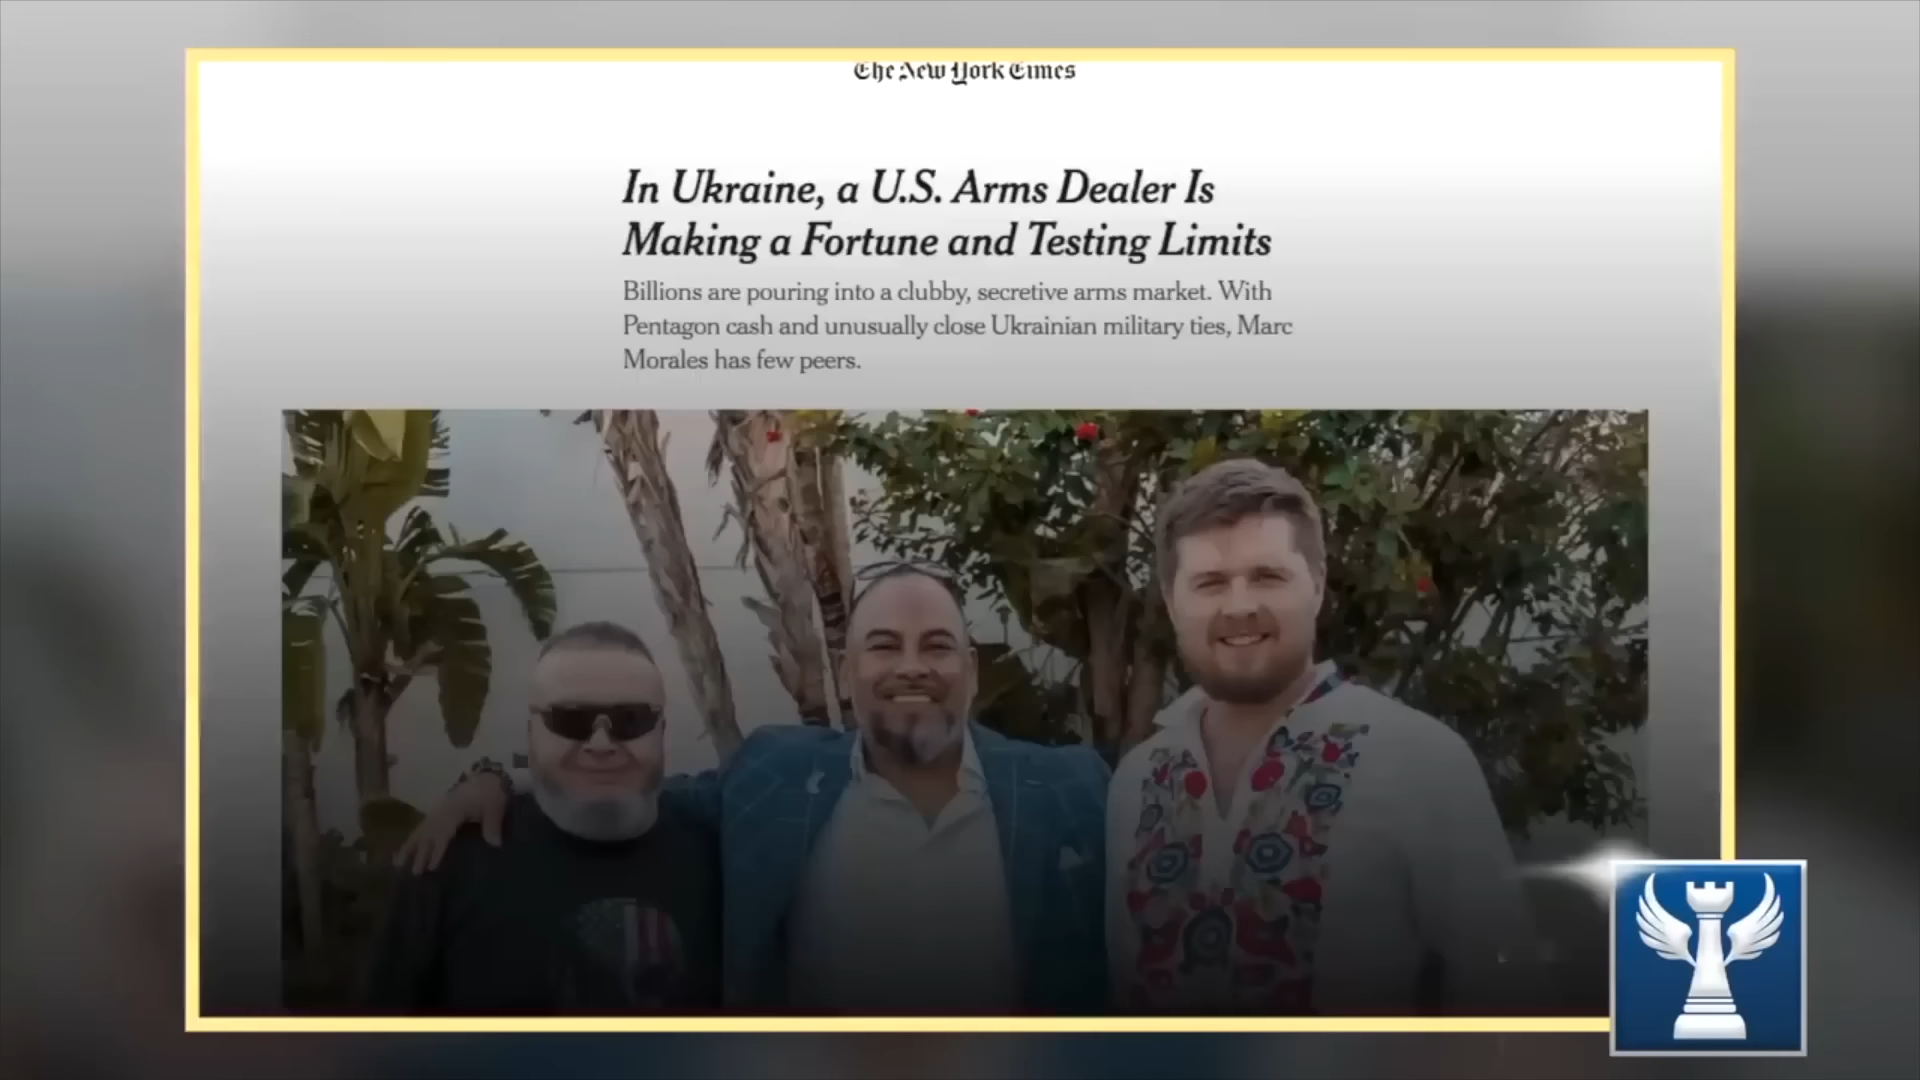 The New York Times
In Ukraine, a U.S. Arms Dealer Is
Making a Fortune and Testing Limits
Billions are pouring into a clubby, secretive arms market. With
Pentagon cash and unusually close Ukrainian military ties, Marc
Morales has few peers.